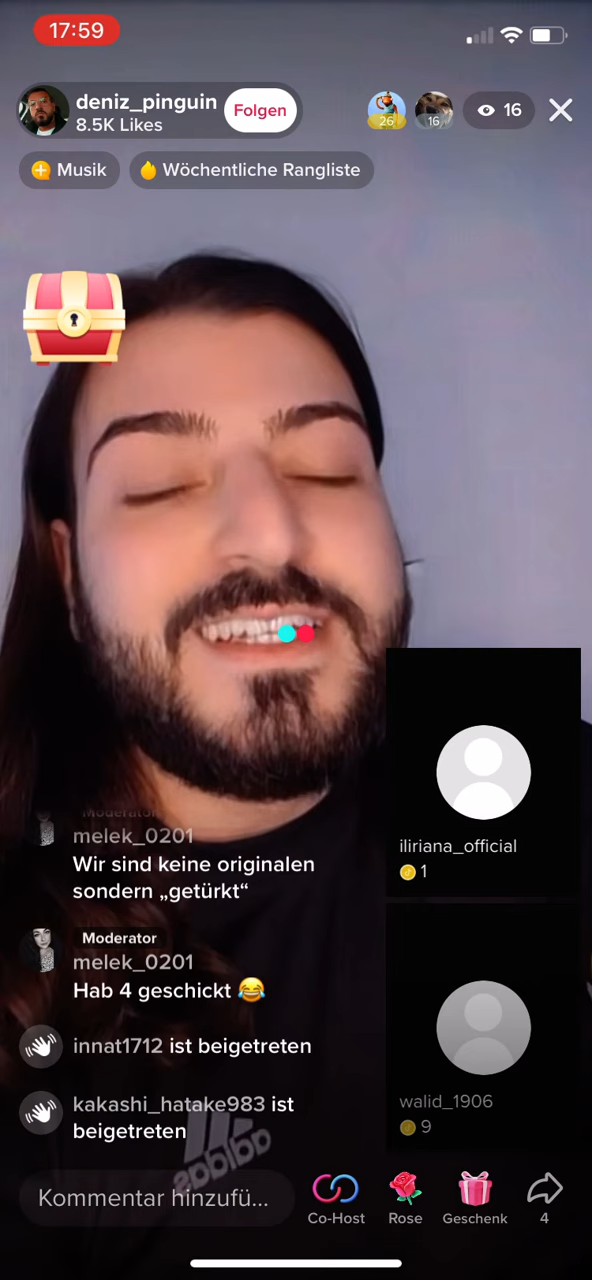 17:59
deniz_pinguin
Folgen
8.5K Likes
26
16
16
Musik
Wöchentliche Rangliste
Moderator
melek_0201
Wir sind keine originalen
sondern „getürkt“
iliriana_official
1
Moderator
melek_0201
Hab 4 geschickt 😂
innat1712 ist beigetreten
kakashi_hatake983 ist
beigetreten
walid_1906
9
adidas
Kommentar hinzufü...
Co-Host
Rose
Geschenk
4